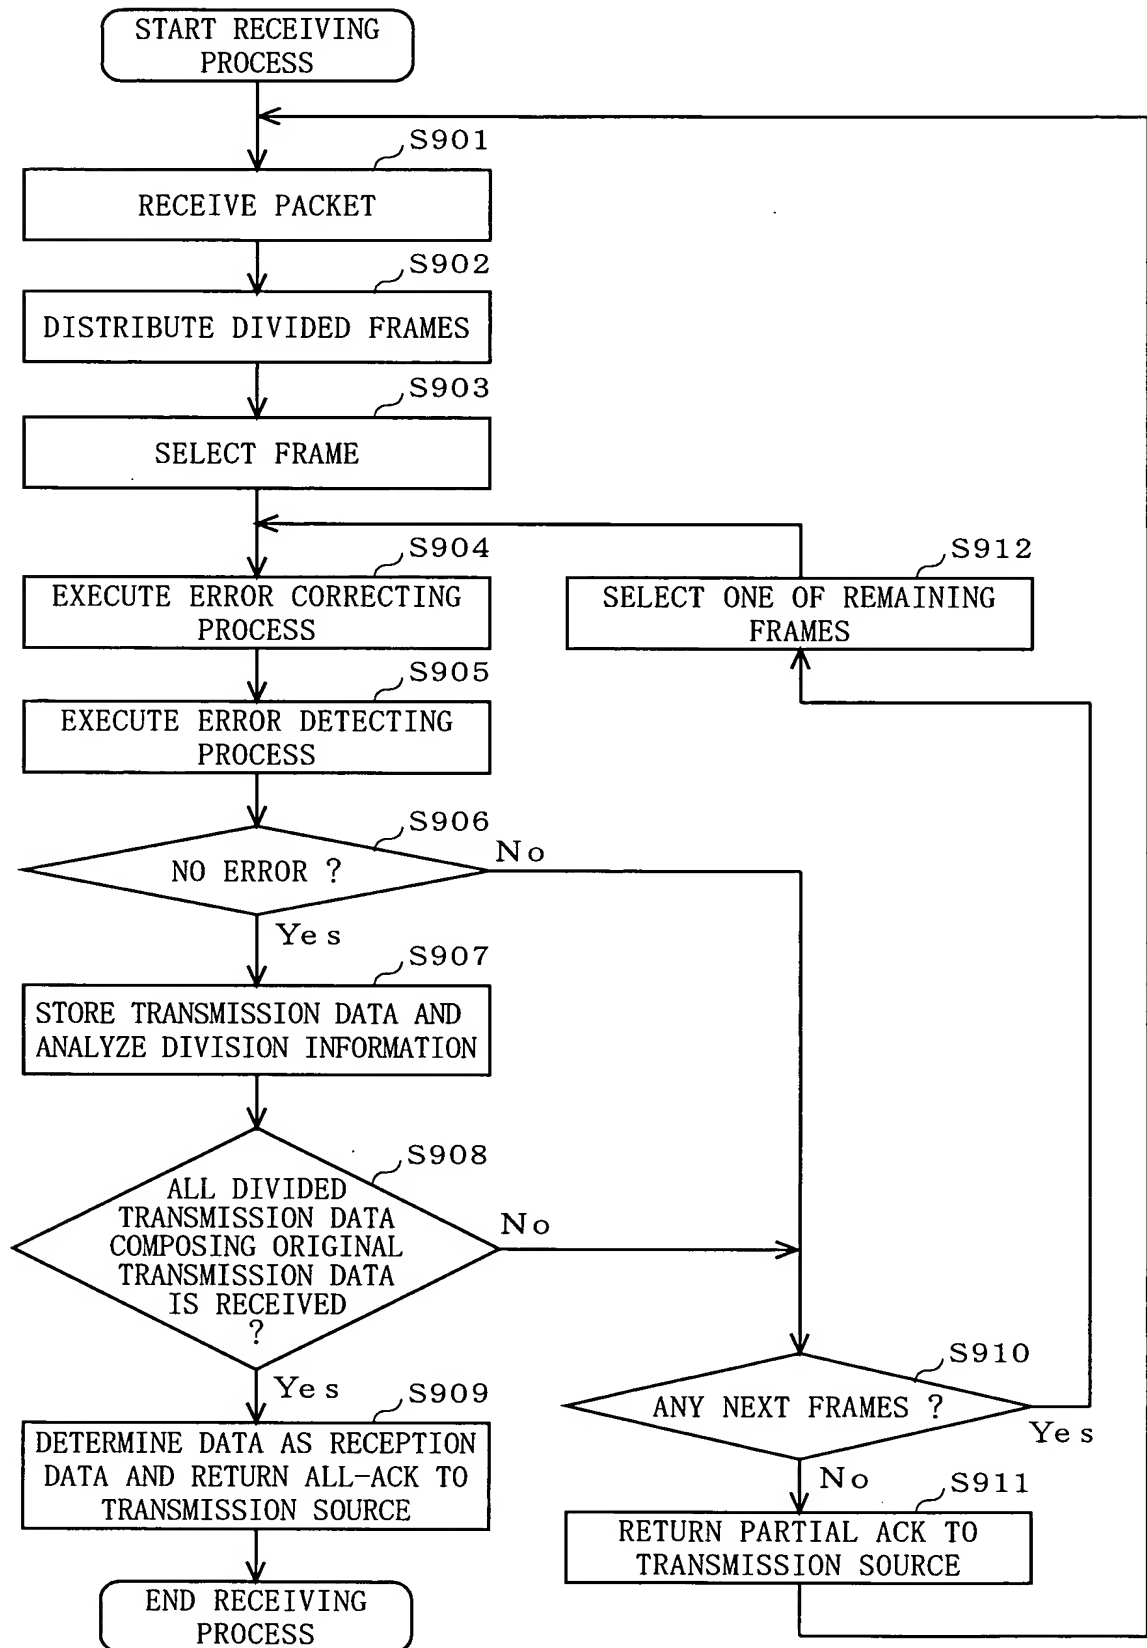 START RECEIVING
PROCESS
S901
RECEIVE PACKET
S902
DISTRIBUTE DIVIDED FRAMES
S903
SELECT FRAME
S904
EXECUTE ERROR CORRECTING
PROCESS
S912
SELECT ONE OF REMAINING
FRAMES
S905
EXECUTE ERROR DETECTING
PROCESS
S906
NO ERROR ?
No
Yes
S907
STORE TRANSMISSION DATA AND
ANALYZE DIVISION INFORMATION
S908
ALL DIVIDED
TRANSMISSION DATA
COMPOSING ORIGINAL
TRANSMISSION DATA
IS RECEIVED
?
No
Yes
S909
DETERMINE DATA AS RECEPTION
DATA AND RETURN ALL-ACK TO
TRANSMISSION SOURCE
S910
ANY NEXT FRAMES ?
Yes
No
S911
RETURN PARTIAL ACK TO
TRANSMISSION SOURCE
END RECEIVING
PROCESS